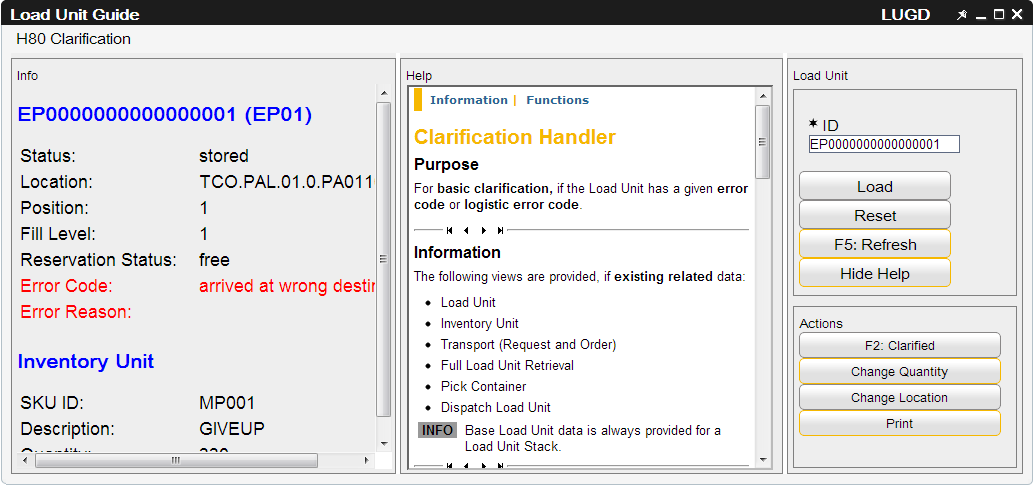 Load Unit Guide
LUGD
H80 Clarification
Info
EP0000000000000001 (EP01)
Status: stored
Location: TCO.PAL.01.0.PA011
Position: 1
Fill Level: 1
Reservation Status: free
Error Code: arrived at wrong destin
Error Reason:
Inventory Unit
SKU ID: MP001
Description: GIVEUP
Help
Information | Functions
Clarification Handler
Purpose
For basic clarification, if the Load Unit has a given error
code or logistic error code.
Information
The following views are provided, if existing related data:
• Load Unit
• Inventory Unit
• Transport (Request and Order)
• Full Load Unit Retrieval
• Pick Container
• Dispatch Load Unit
INFO Base Load Unit data is always provided for a
Load Unit Stack.
Load Unit
* ID
EP0000000000000001
Load
Reset
F5: Refresh
Hide Help
Actions
F2: Clarified
Change Quantity
Change Location
Print